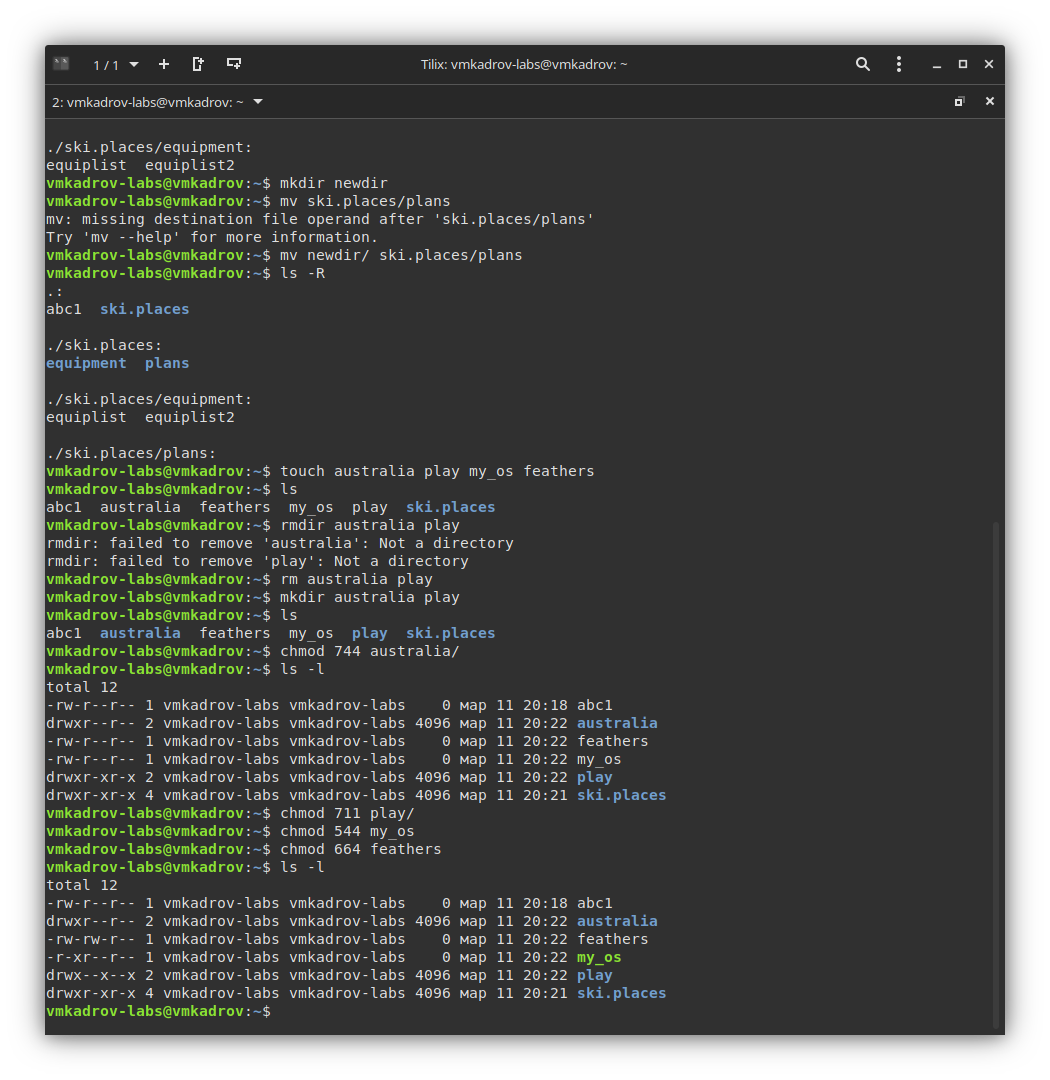 1 / 1
Tilix: vmkadrov-labs@vmkadrov: ~
2: vmkadrov-labs@vmkadrov: ~
./ski.places/equipment:
equiplist  equiplist2
vmkadrov-labs@vmkadrov:~$ mkdir newdir
vmkadrov-labs@vmkadrov:~$ mv ski.places/plans
mv: missing destination file operand after 'ski.places/plans'
Try 'mv --help' for more information.
vmkadrov-labs@vmkadrov:~$ mv newdir/ ski.places/plans
vmkadrov-labs@vmkadrov:~$ ls -R
.:
abc1  ski.places
./ski.places:
equipment  plans
./ski.places/equipment:
equiplist  equiplist2
./ski.places/plans:
vmkadrov-labs@vmkadrov:~$ touch australia play my_os feathers
vmkadrov-labs@vmkadrov:~$ ls
abc1  australia  feathers  my_os  play  ski.places
vmkadrov-labs@vmkadrov:~$ rmdir australia play
rmdir: failed to remove 'australia': Not a directory
rmdir: failed to remove 'play': Not a directory
vmkadrov-labs@vmkadrov:~$ rm australia play
vmkadrov-labs@vmkadrov:~$ mkdir australia play
vmkadrov-labs@vmkadrov:~$ ls
abc1  australia  feathers  my_os  play  ski.places
vmkadrov-labs@vmkadrov:~$ chmod 744 australia/
vmkadrov-labs@vmkadrov:~$ ls -l
total 12
-rw-r--r-- 1 vmkadrov-labs vmkadrov-labs    0 мар 11 20:18 abc1
drwxr--r-- 2 vmkadrov-labs vmkadrov-labs 4096 мар 11 20:22 australia
-rw-r--r-- 1 vmkadrov-labs vmkadrov-labs    0 мар 11 20:22 feathers
-rw-r--r-- 1 vmkadrov-labs vmkadrov-labs    0 мар 11 20:22 my_os
drwxr-xr-x 2 vmkadrov-labs vmkadrov-labs 4096 мар 11 20:22 play
drwxr-xr-x 4 vmkadrov-labs vmkadrov-labs 4096 мар 11 20:21 ski.places
vmkadrov-labs@vmkadrov:~$ chmod 711 play/
vmkadrov-labs@vmkadrov:~$ chmod 544 my_os
vmkadrov-labs@vmkadrov:~$ chmod 664 feathers
vmkadrov-labs@vmkadrov:~$ ls -l
total 12
-rw-r--r-- 1 vmkadrov-labs vmkadrov-labs    0 мар 11 20:18 abc1
drwxr--r-- 2 vmkadrov-labs vmkadrov-labs 4096 мар 11 20:22 australia
-rw-rw-r-- 1 vmkadrov-labs vmkadrov-labs    0 мар 11 20:22 feathers
-r-xr--r-- 1 vmkadrov-labs vmkadrov-labs    0 мар 11 20:22 my_os
drwx--x--x 2 vmkadrov-labs vmkadrov-labs 4096 мар 11 20:22 play
drwxr-xr-x 4 vmkadrov-labs vmkadrov-labs 4096 мар 11 20:21 ski.places
vmkadrov-labs@vmkadrov:~$